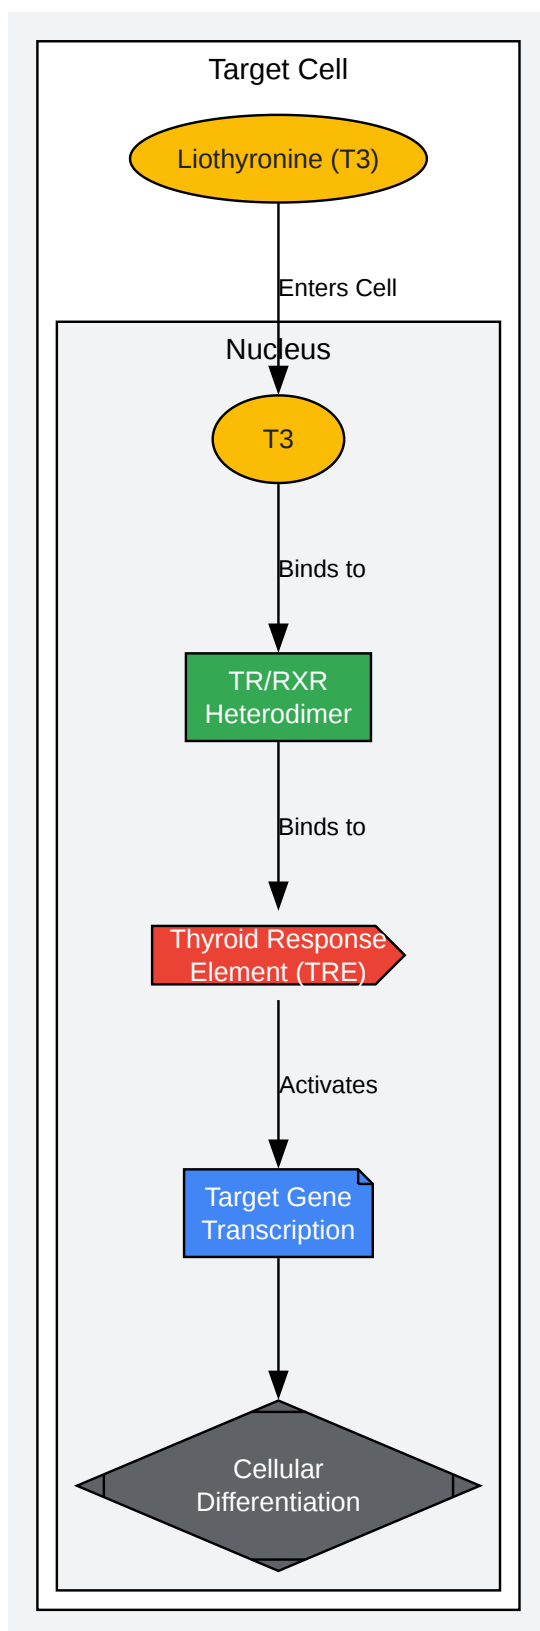 Target Cell
Liothyronine (T3)
Enters Cell
Nucleus
T3
Binds to
TR/RXR
Heterodimer
Binds to
Thyroid Response
Element (TRE)
Activates
Target Gene
Transcription
Cellular
Differentiation